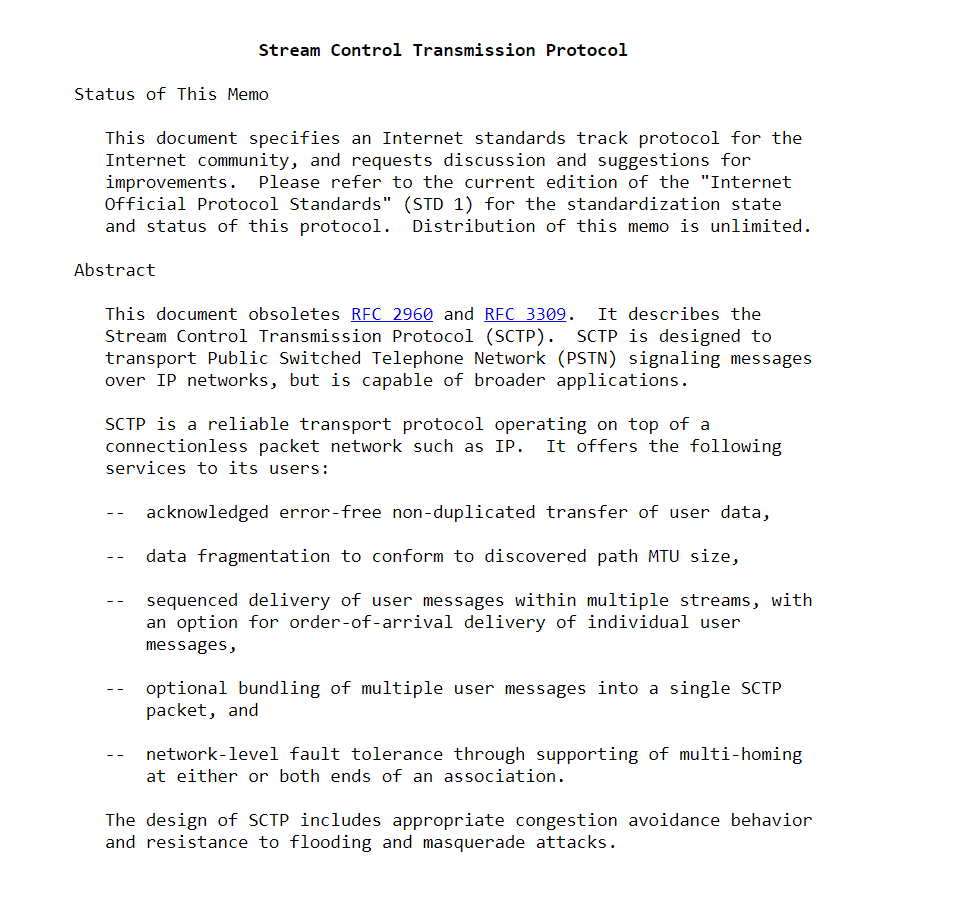 Stream Control Transmission Protocol
Status of This Memo
This document specifies an Internet standards track protocol for the
Internet community, and requests discussion and suggestions for
improvements.  Please refer to the current edition of the "Internet
Official Protocol Standards" (STD 1) for the standardization state
and status of this protocol.  Distribution of this memo is unlimited.
Abstract
This document obsoletes RFC 2960 and RFC 3309.  It describes the
Stream Control Transmission Protocol (SCTP).  SCTP is designed to
transport Public Switched Telephone Network (PSTN) signaling messages
over IP networks, but is capable of broader applications.
SCTP is a reliable transport protocol operating on top of a
connectionless packet network such as IP.  It offers the following
services to its users:
--  acknowledged error-free non-duplicated transfer of user data,
--  data fragmentation to conform to discovered path MTU size,
--  sequenced delivery of user messages within multiple streams, with
an option for order-of-arrival delivery of individual user
messages,
--  optional bundling of multiple user messages into a single SCTP
packet, and
--  network-level fault tolerance through supporting of multi-homing
at either or both ends of an association.
The design of SCTP includes appropriate congestion avoidance behavior
and resistance to flooding and masquerade attacks.